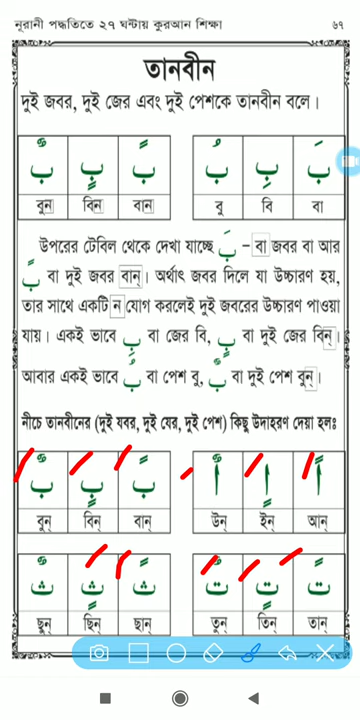 নূরানী পদ্ধতিতে ২৭ ঘন্টায় কুরআন শিক্ষা ৬৭
তানবীন
দুই জবর, দুই জের এবং দুই পেশকে তানবীন বলে।
بٌ بٍ بً بُ بِ بَ
বুন বিন বান বু বি বা
উপরের টেবিল থেকে দেখা যাচ্ছে بَ – বা জবর বা আর
بً বা দুই জবর বান্। অর্থাৎ জবর দিলে যা উচ্চারণ হয়,
তার সাথে একটি ন যোগ করলেই দুই জবরের উচ্চারণ পাওয়া
যায়। একই ভাবে بِ বা জের বি, بٍ বা দুই জের বিন্।
আবার একই ভাবে بُ বা পেশ বু, بٌ বা দুই পেশ বুন্।
নীচে তানবীনের (দুই যবর, দুই যের, দুই পেশ) কিছু উদাহরণ দেয়া হলঃ
بٌ بٍ بً اٌ اٍ اً
বুন্ বিন্ বান্ উন্ ইন্ আন্
ثٌ ثٍ ثً تٌ تٍ تً
ছুন্ ছিন্ ছান্ তুন্ তিন্ তান্